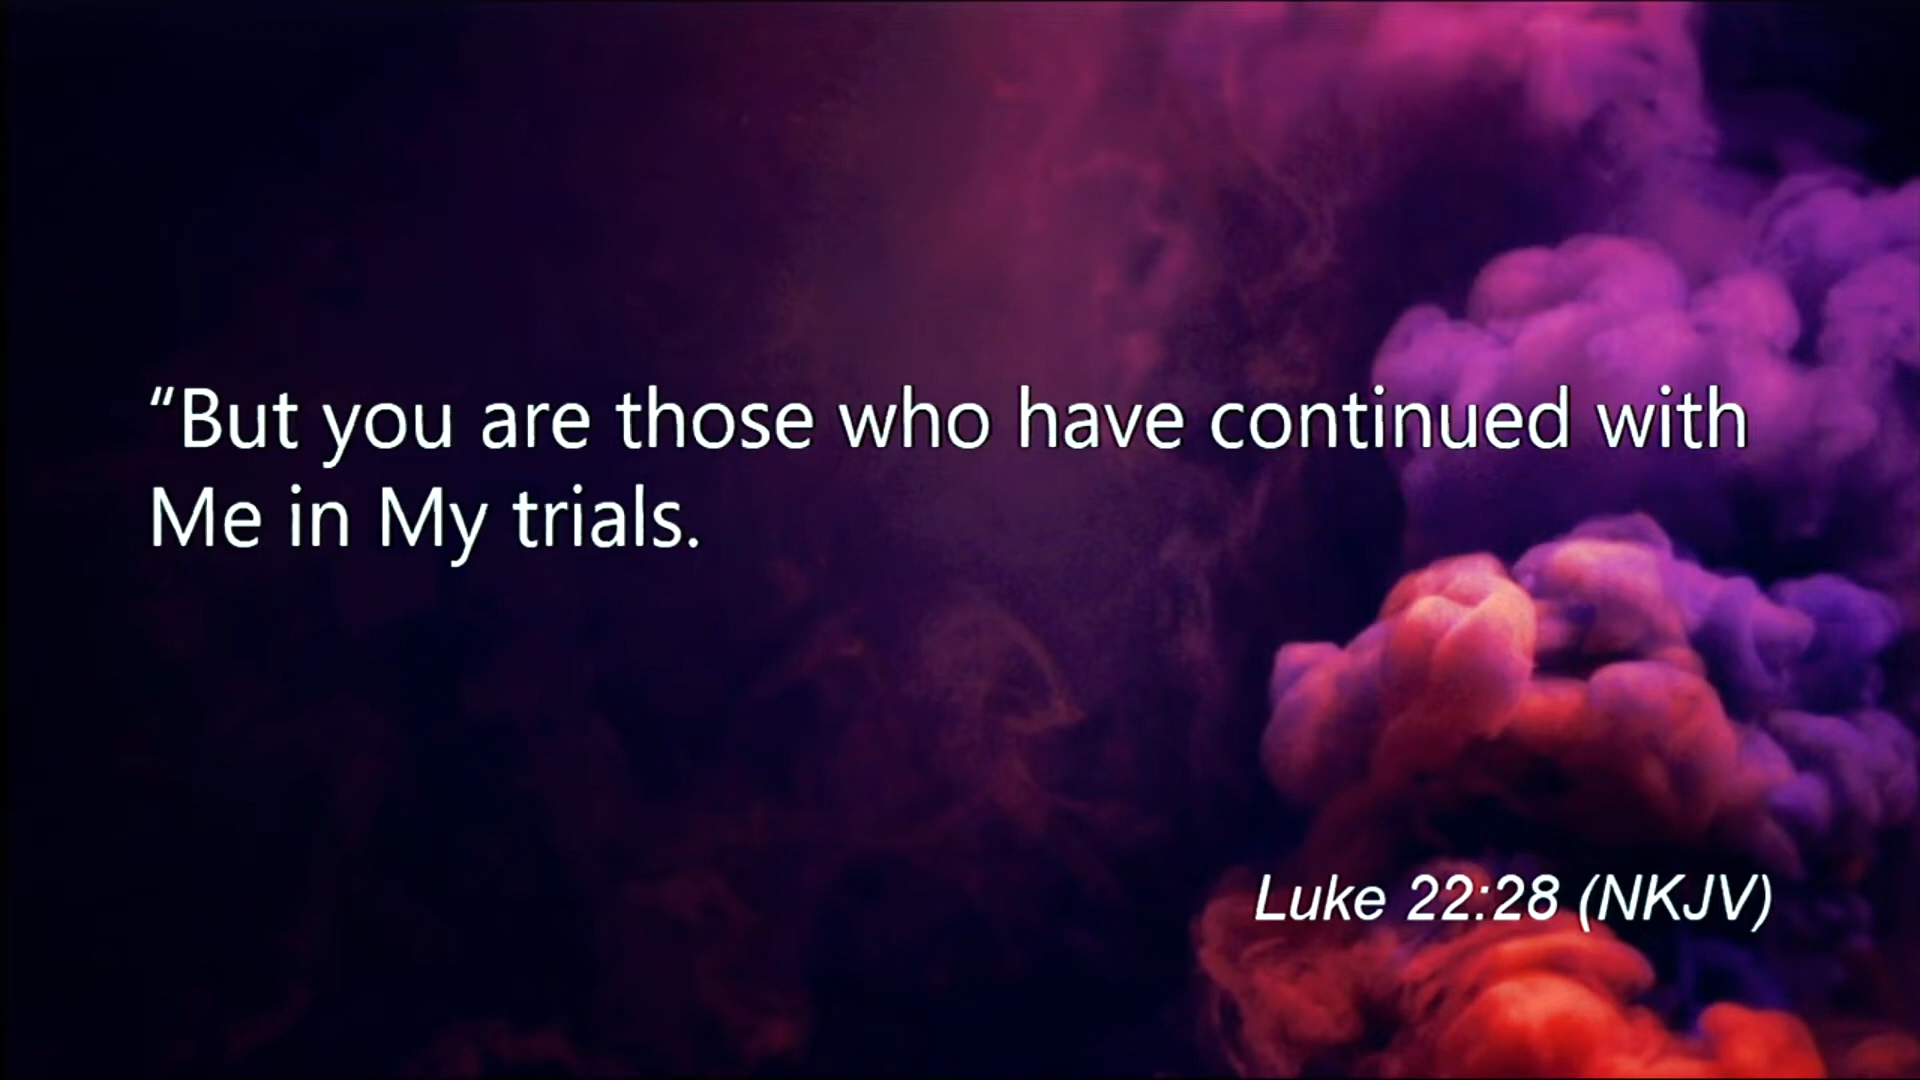 “But you are those who have continued with
Me in My trials.
Luke 22:28 (NKJV)